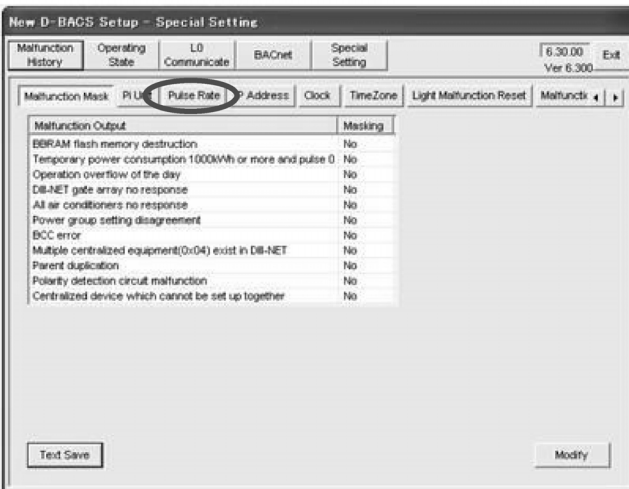 New D-BACS Setup - Special Setting
Malfunction History Operating State L0 Communicate BACnet Special Setting 6.30.00 Exit
Ver 6.300
Malfunction Mask Pi Pulse Rate Address Clock TimeZone Light Malfunction Reset Malfunctic
Malfunction Output Masking
BBRAM flash memory destruction No
Temporary power consumption 1000kWh or more and pulse 0 No
Operation overflow of the day No
DIII-NET gate array no response No
All air conditioners no response No
Power group setting disagreement No
BCC error No
Multiple centralized equipment(0x04) exist in DIII-NET No
Parent duplication No
Polarity detection circuit malfunction No
Centralized device which cannot be set up together No
Text Save Modify